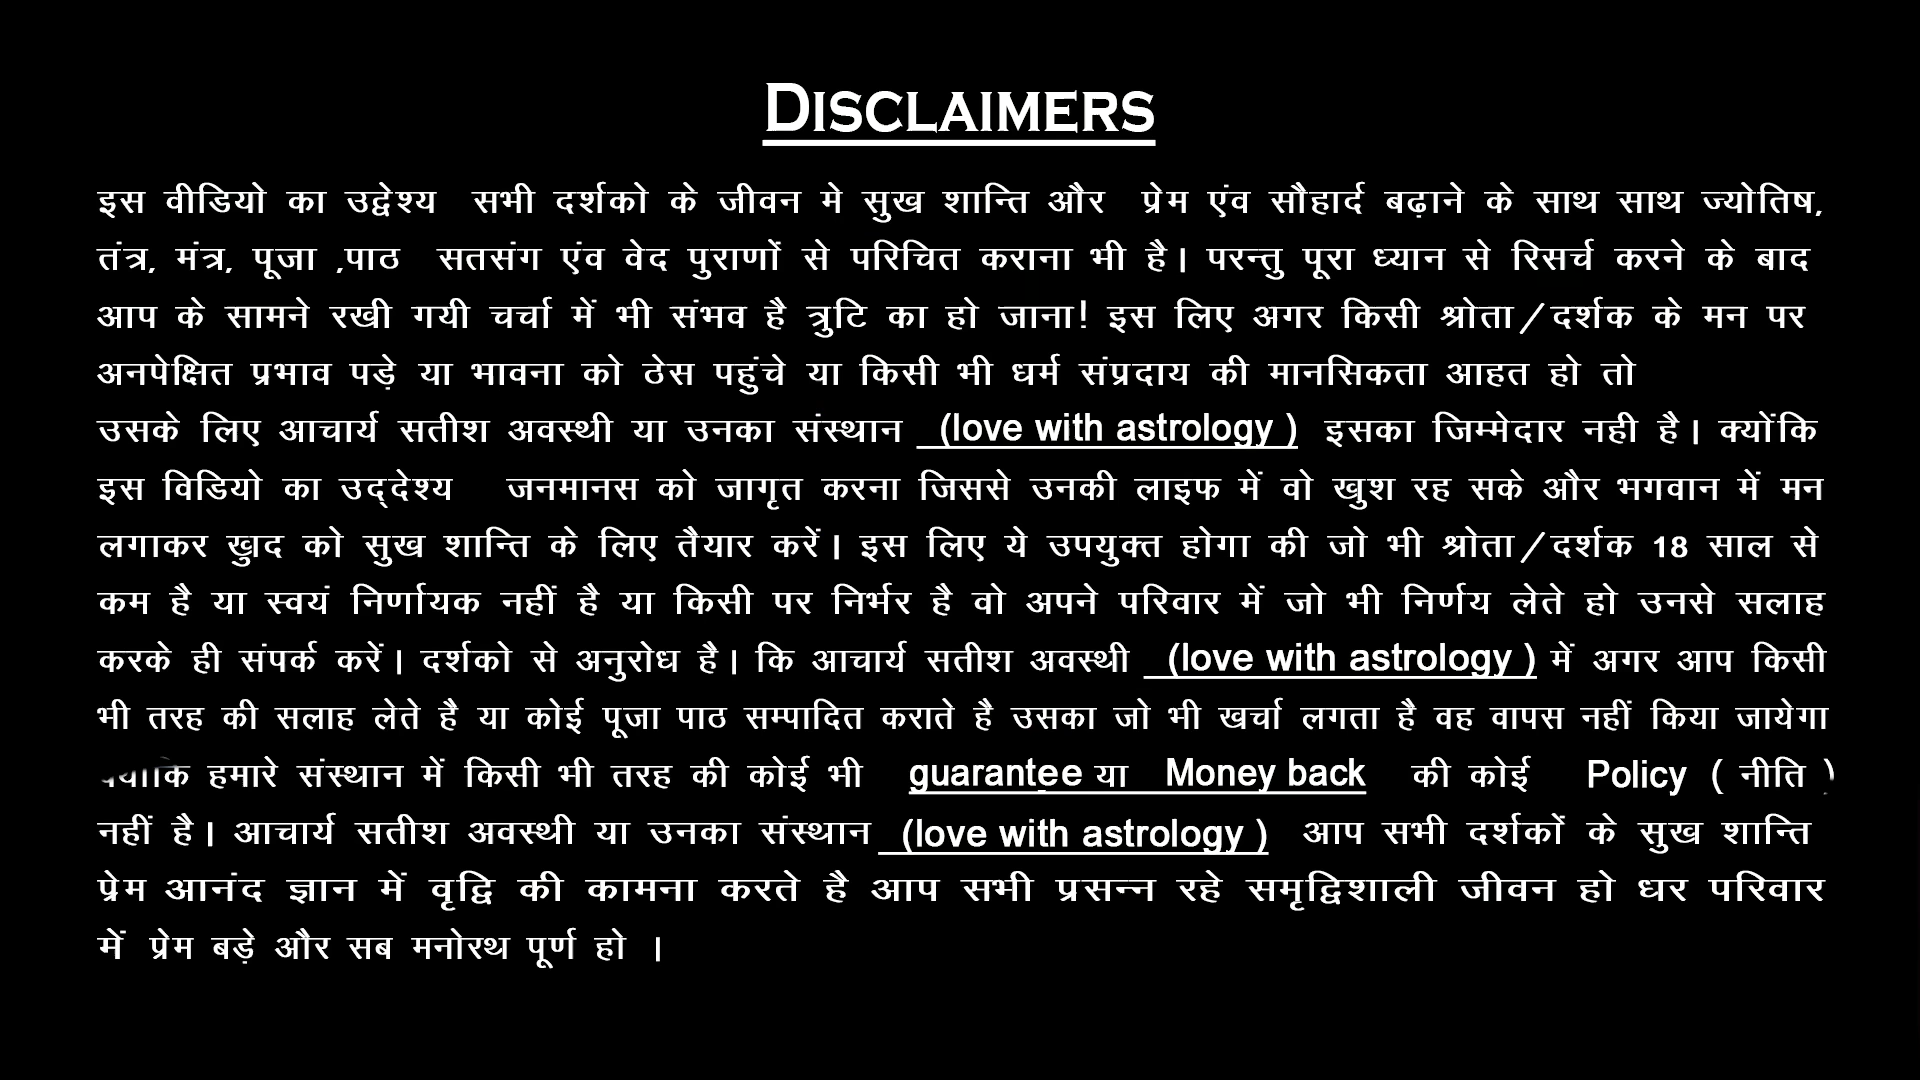 DISCLAIMERS
इस वीडियो का उद्वेश्य सभी दर्शको के जीवन मे सुख शान्ति और प्रेम एंव सौहार्द बढ़ाने के साथ साथ ज्योतिष,
तंत्र, मंत्र, पूजा ,पाठ सतसंग एंव वेद पुराणों से परिचित कराना भी है। परन्तु पूरा ध्यान से रिसर्च करने के बाद
आप के सामने रखी गयी चर्चा में भी संभव है त्रुटि का हो जाना! इस लिए अगर किसी श्रोता/दर्शक के मन पर
अनपेक्षित प्रभाव पड़े या भावना को ठेस पहुंचे या किसी भी धर्म संप्रदाय की मानसिकता आहत हो तो
उसके लिए आचार्य सतीश अवस्थी या उनका संस्थान (love with astrology ) इसका जिम्मेदार नही है। क्योंकि
इस विडियो का उद्‌देश्य जनमानस को जागृत करना जिससे उनकी लाइफ में वो खुश रह सके और भगवान में मन
लगाकर खुद को सुख शान्ति के लिए तैयार करें। इस लिए ये उपयुक्त होगा की जो भी श्रोता/दर्शक 18 साल से
कम है या स्वयं निर्णायक नहीं है या किसी पर निर्भर है वो अपने परिवार में जो भी निर्णय लेते हो उनसे सलाह
करके ही संपर्क करें। दर्शको से अनुरोध है। कि आचार्य सतीश अवस्थी (love with astrology ) में अगर आप किसी
भी तरह की सलाह लेते है या कोई पूजा पाठ सम्पादित कराते है उसका जो भी खर्चा लगता है वह वापस नहीं किया जायेगा
हमारे संस्थान में किसी भी तरह की कोई भी guarantee या Money back की कोई Policy ( नीति )
नहीं है। आचार्य सतीश अवस्थी या उनका संस्थान (love with astrology ) आप सभी दर्शकों के सुख शान्ति
प्रेम आनंद ज्ञान में वृद्वि की कामना करते है आप सभी प्रसन्न रहे समृद्विशाली जीवन हो धर परिवार
में प्रेम बड़े और सब मनोरथ पूर्ण हो ।